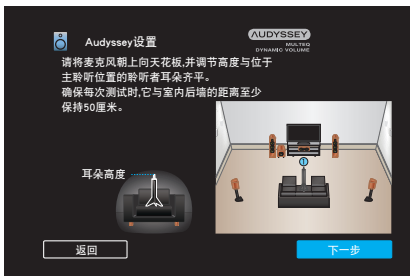 Audyssey设置
AUDYSSEY
MULTEQ
DYNAMIC VOLUME
请将麦克风朝上向天花板,并调节高度与位于
主聆听位置的聆听者耳朵齐平。
确保每次测试时,它与室内后墙的距离至少
保持50厘米。
耳朵高度
1
返回
下一步